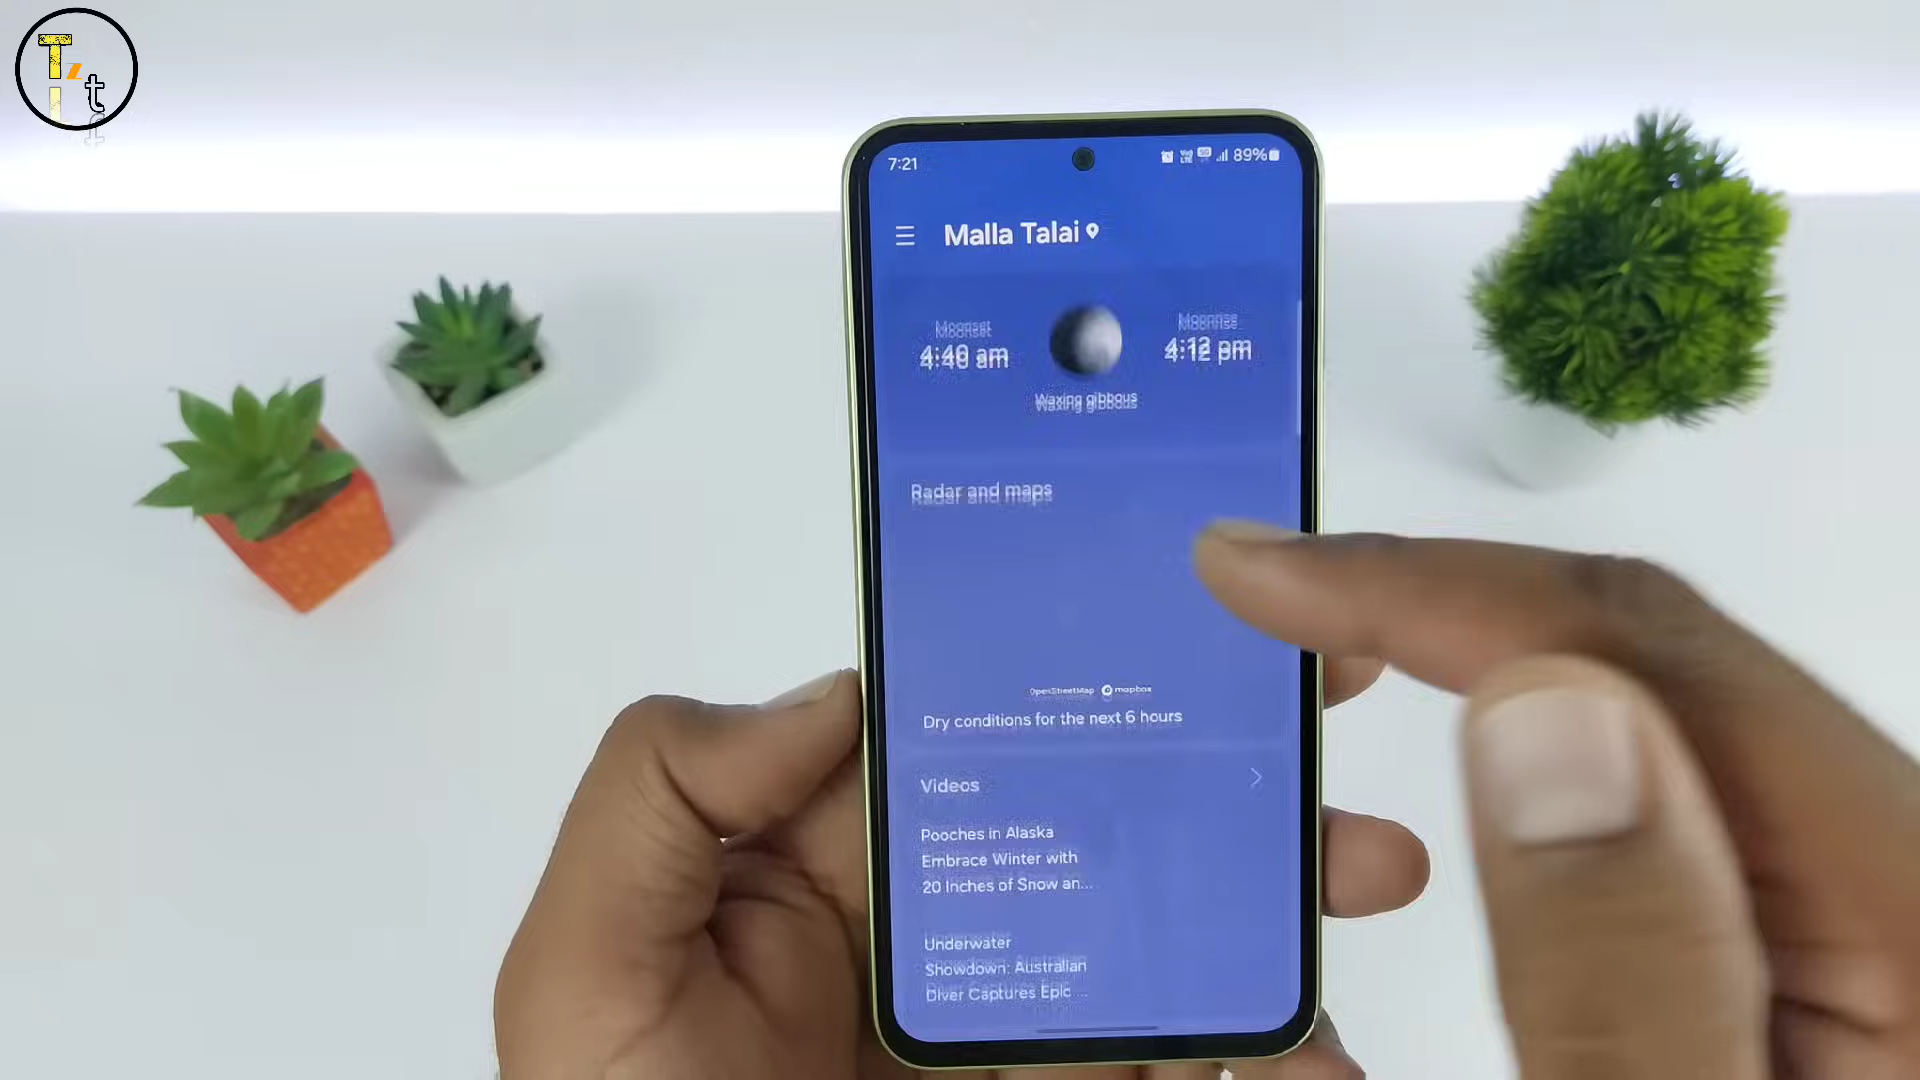 T
z
t
7:21
89%
Malla Talai
Moonset
Moonrise
4:40 am
4:12 pm
Waxing gibbous
Radar and maps
OpenStreetMap mapbox
Dry conditions for the next 6 hours
Videos
Pooches in Alaska
Embrace Winter with
20 Inches of Snow an...
Underwater
Showdown: Australian
Diver Captures Epic ...